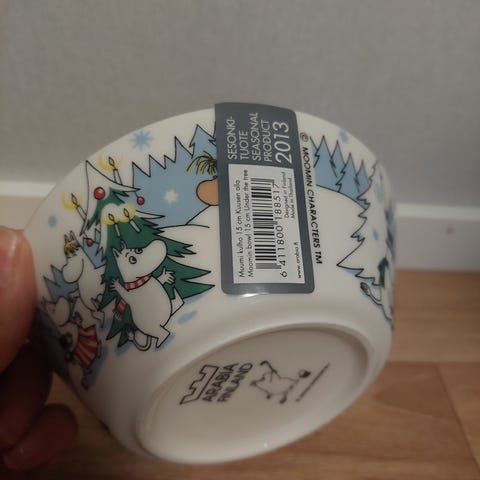 SESONKI-
TUOTE
SEASONAL
PRODUCT
2013
Muumi kulho 15 cm Kuusen alla
Moomin bowl 15 cm Under the tree
6 411800 188517
Designed in Finland
Made in Thailand
www.arabia.fi
© MOOMIN CHARACTERS TM
ARABIA
FINLAND